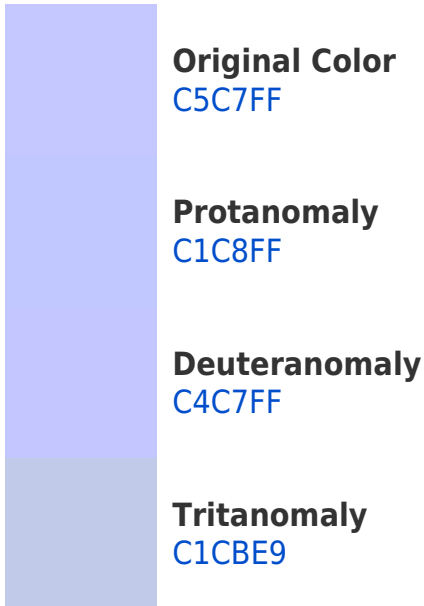 Original Color
C5C7FF
Protanomaly
C1C8FF
Deuteranomaly
C4C7FF
Tritanomaly
C1CBE9